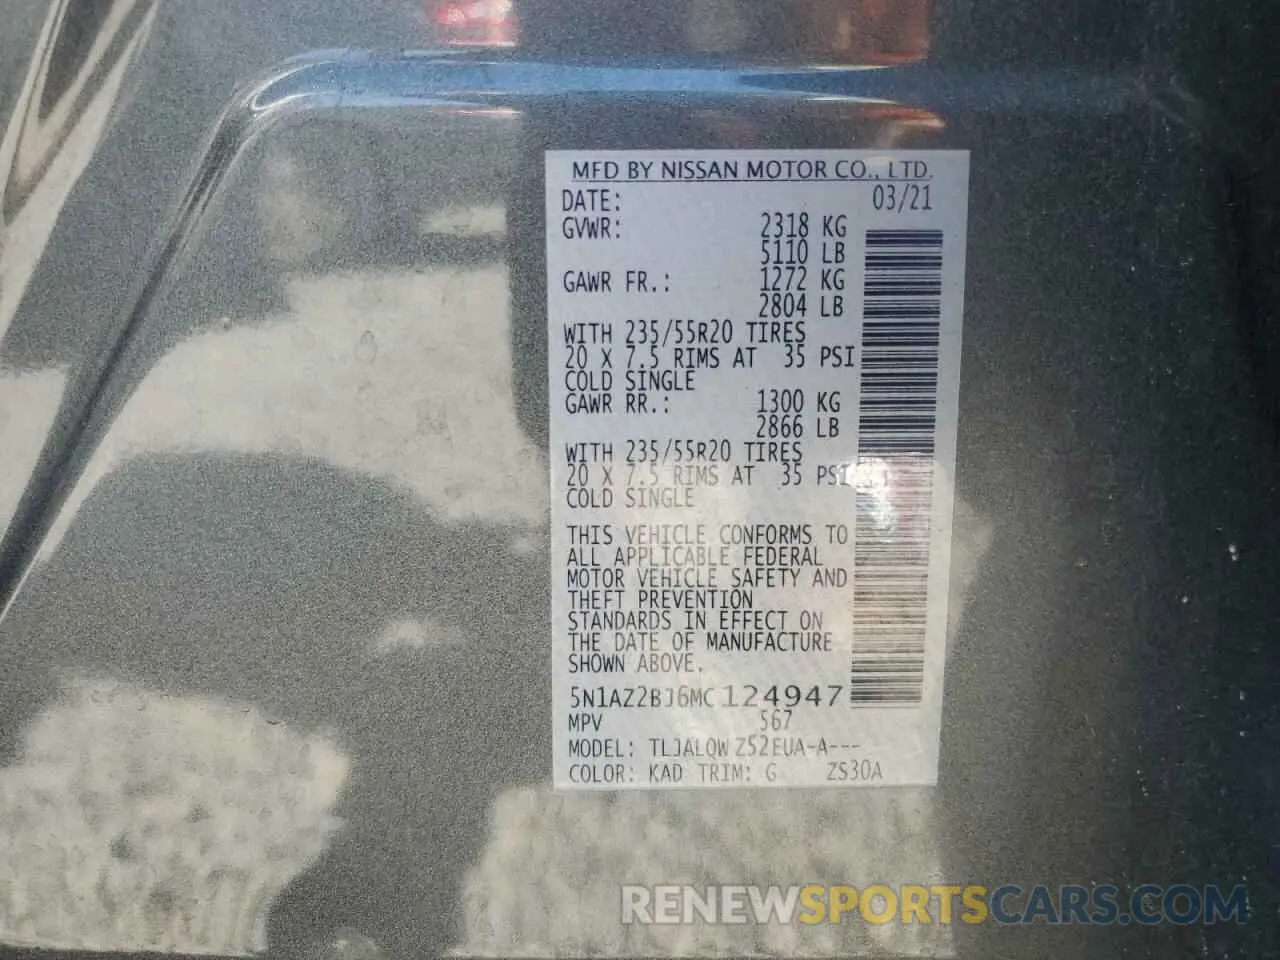 MFD BY NISSAN MOTOR CO., LTD.
DATE: 03/21
GVWR: 2318 KG
5110 LB
GAWR FR.: 1272 KG
2804 LB
WITH 235/55R20 TIRES
20 X 7.5 RIMS AT 35 PSI
COLD SINGLE
GAWR RR.: 1300 KG
2866 LB
WITH 235/55R20 TIRES
20 X 7.5 RIMS AT 35 PSI
COLD SINGLE
THIS VEHICLE CONFORMS TO
ALL APPLICABLE FEDERAL
MOTOR VEHICLE SAFETY AND
THEFT PREVENTION
STANDARDS IN EFFECT ON
THE DATE OF MANUFACTURE
SHOWN ABOVE.
5N1AZ2BJ6MC124947
MPV 567
MODEL: TLJALQW Z52EUA-A---
COLOR: KAD TRIM: G ZS30A
RENEWSPORTSCARS.COM